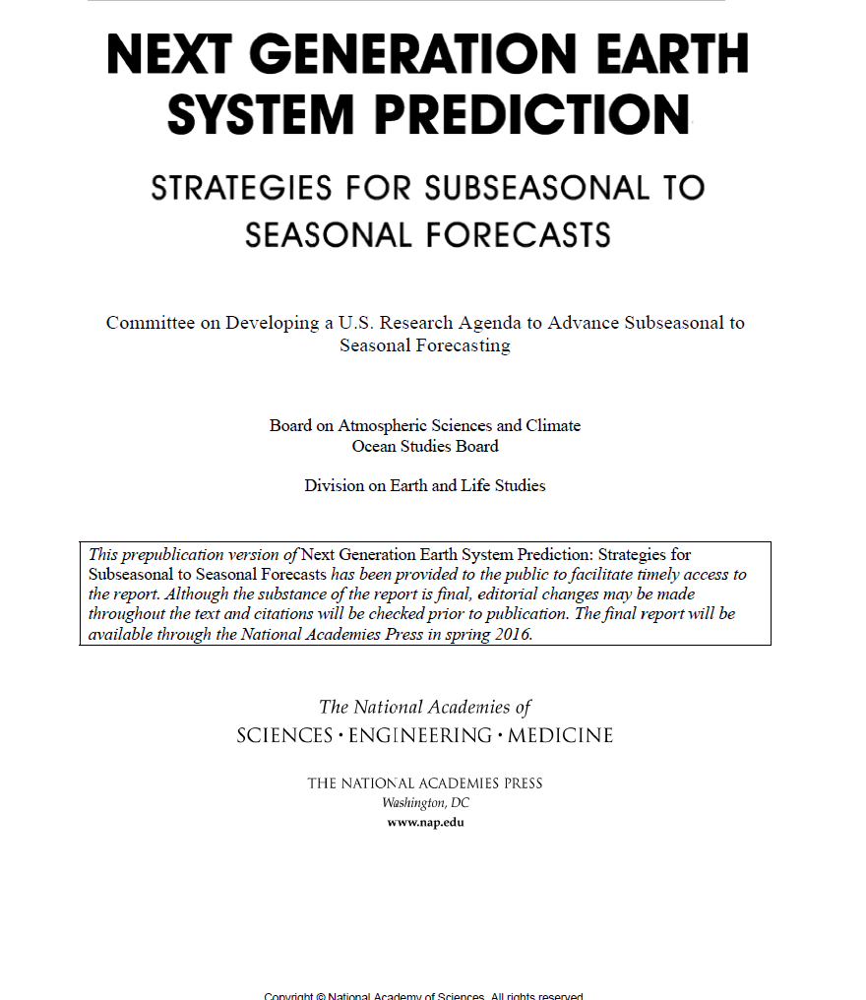 NEXT GENERATION EARTH
SYSTEM PREDICTION
STRATEGIES FOR SUBSEASONAL TO
SEASONAL FORECASTS
Committee on Developing a U.S. Research Agenda to Advance Subseasonal to
Seasonal Forecasting
Board on Atmospheric Sciences and Climate
Ocean Studies Board
Division on Earth and Life Studies
This prepublication version of Next Generation Earth System Prediction: Strategies for
Subseasonal to Seasonal Forecasts has been provided to the public to facilitate timely access to
the report. Although the substance of the report is final, editorial changes may be made
throughout the text and citations will be checked prior to publication. The final report will be
available through the National Academies Press in spring 2016.
The National Academies of
SCIENCES • ENGINEERING • MEDICINE
THE NATIONAL ACADEMIES PRESS
Washington, DC
www.nap.edu
Copyright © National Academy of Sciences. All rights reserved.